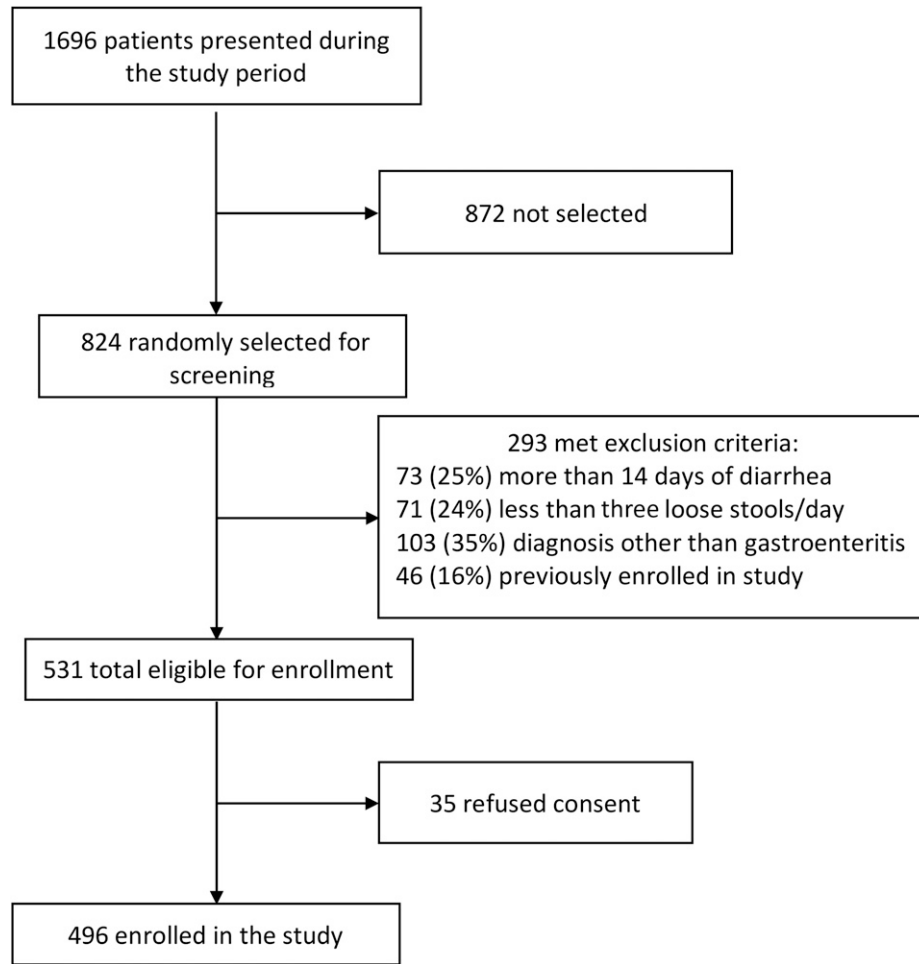 1696 patients presented during
the study period
872 not selected
824 randomly selected for
screening
293 met exclusion criteria:
73 (25%) more than 14 days of diarrhea
71 (24%) less than three loose stools/day
103 (35%) diagnosis other than gastroenteritis
46 (16%) previously enrolled in study
531 total eligible for enrollment
35 refused consent
496 enrolled in the study